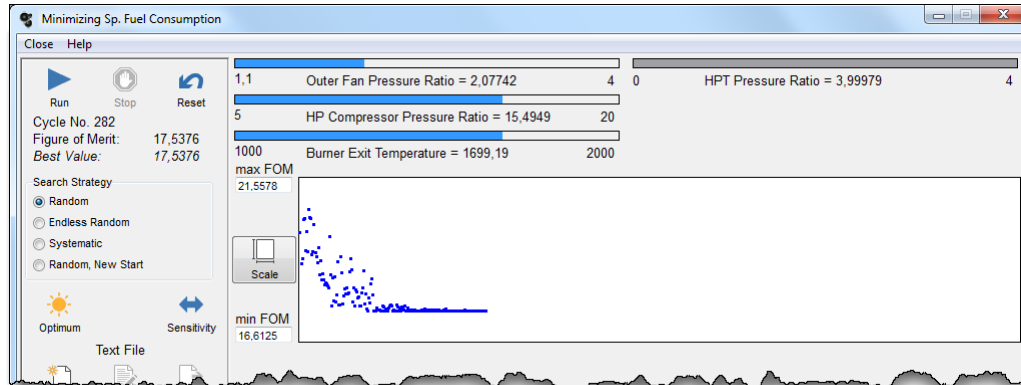 Minimizing Sp. Fuel Consumption
Close Help
Run Stop Reset
Cycle No. 282
Figure of Merit: 17,5376
Best Value: 17,5376
Search Strategy
Random
Endless Random
Systematic
Random, New Start
Optimum Sensitivity
Text File
1,1 Outer Fan Pressure Ratio = 2,07742 4
0 HPT Pressure Ratio = 3,99979 4
5 HP Compressor Pressure Ratio = 15,4949 20
1000 Burner Exit Temperature = 1699,19 2000
max FOM
21,5578
Scale
min FOM
16,6125